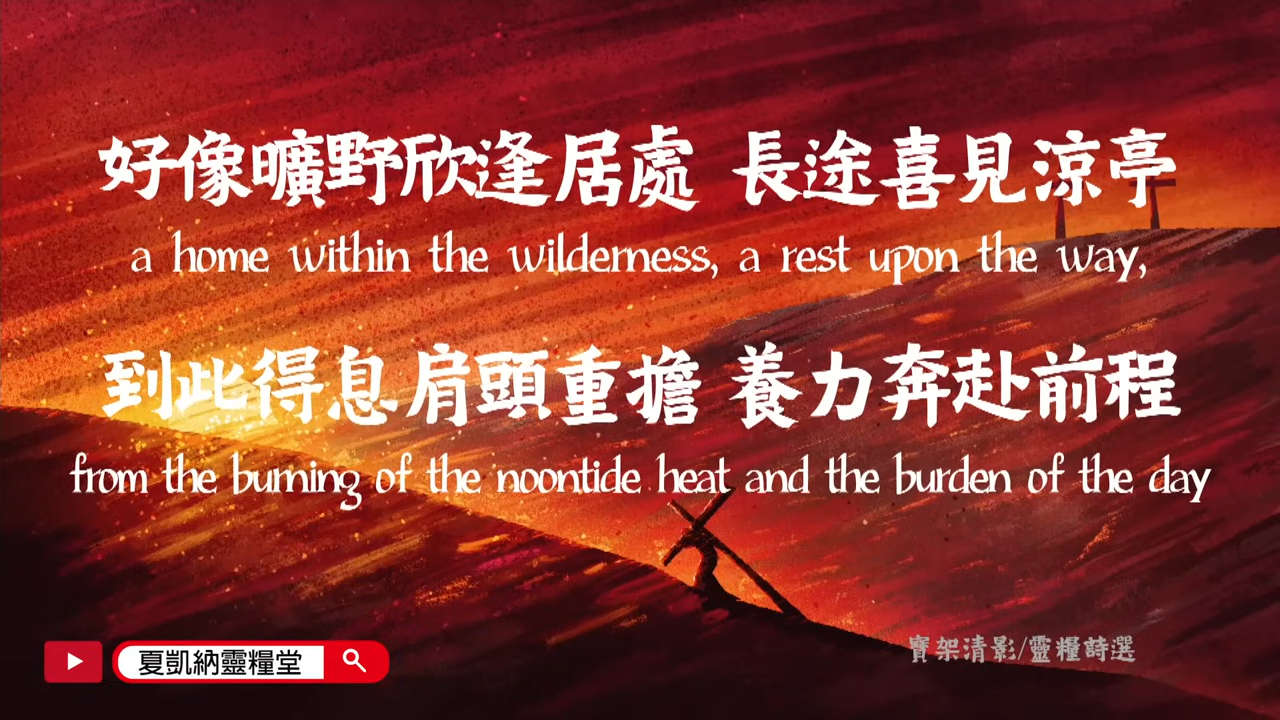 好像曠野欣逢居處 長途喜見涼亭
a home within the wilderness, a rest upon the way,
到此得息肩頭重擔 養力奔赴前程
from the burning of the noontide heat and the burden of the day
夏凱納靈糧堂
寶架清影/靈糧詩選